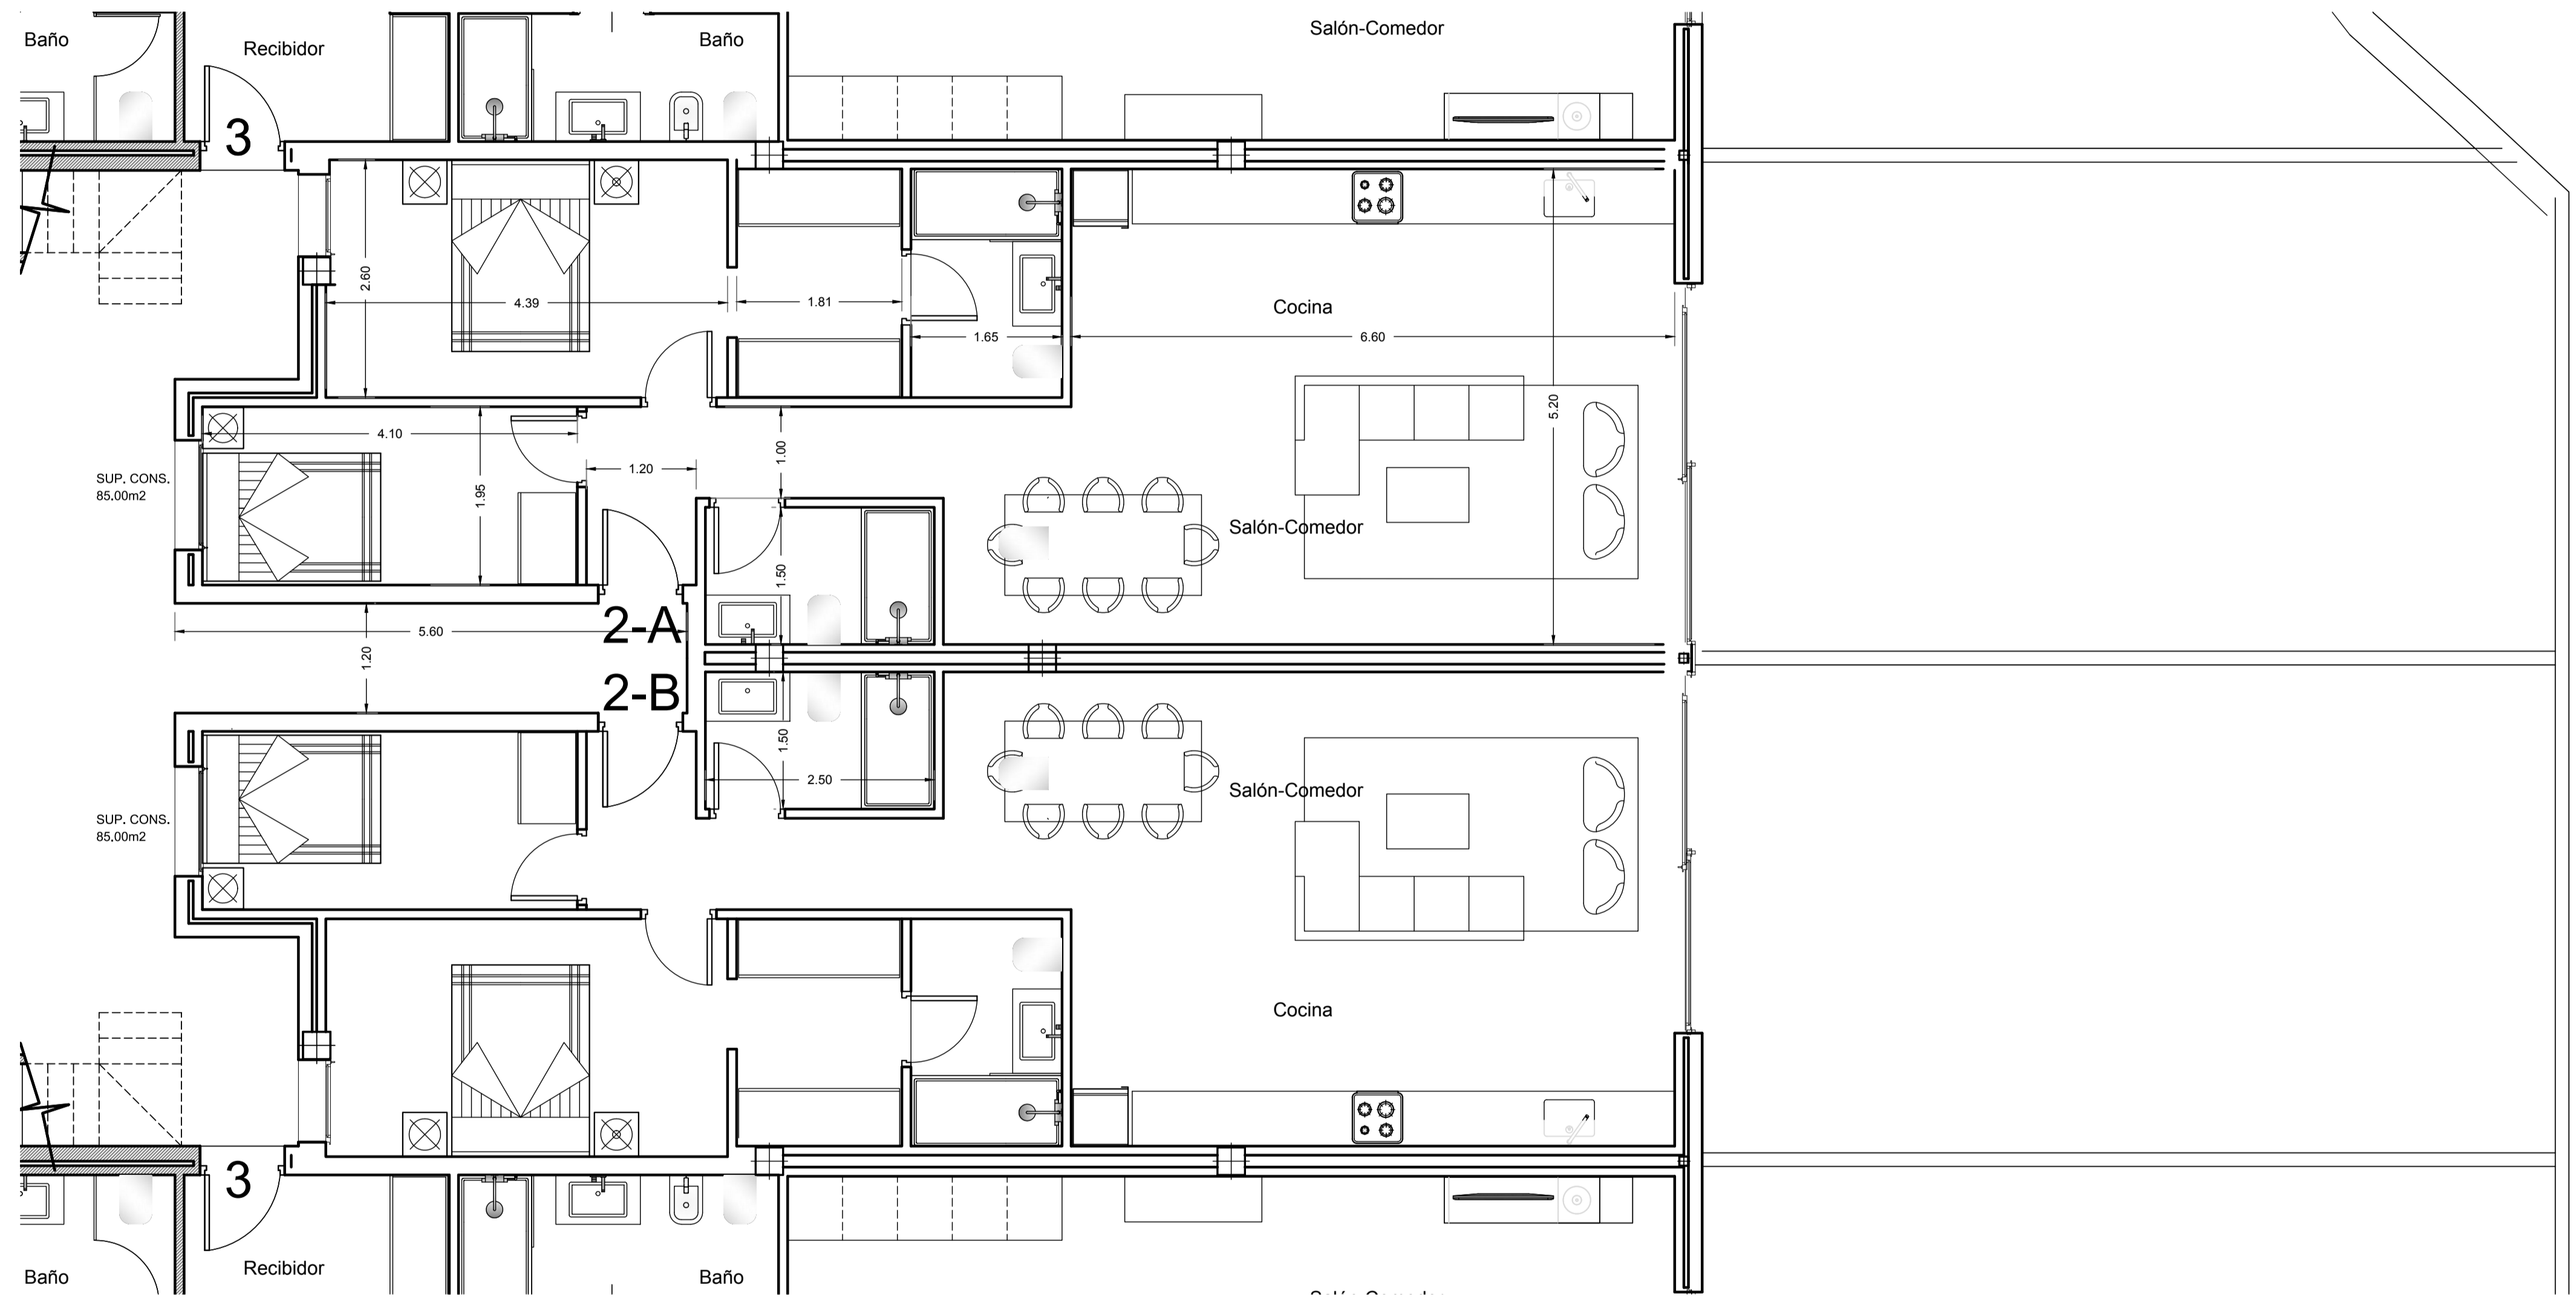 Baño
Recibidor
Baño
Salón-Comedor
3
2.60
4.39
1.81
1.65
Cocina
6.60
5.20
4.10
1.95
1.20
1.00
SUP. CONS.
85.00m2
1.50
Salón-Comedor
5.60
1.20
2-A
2-B
1.50
2.50
Salón-Comedor
SUP. CONS.
85.00m2
Cocina
3
Baño
Recibidor
Baño